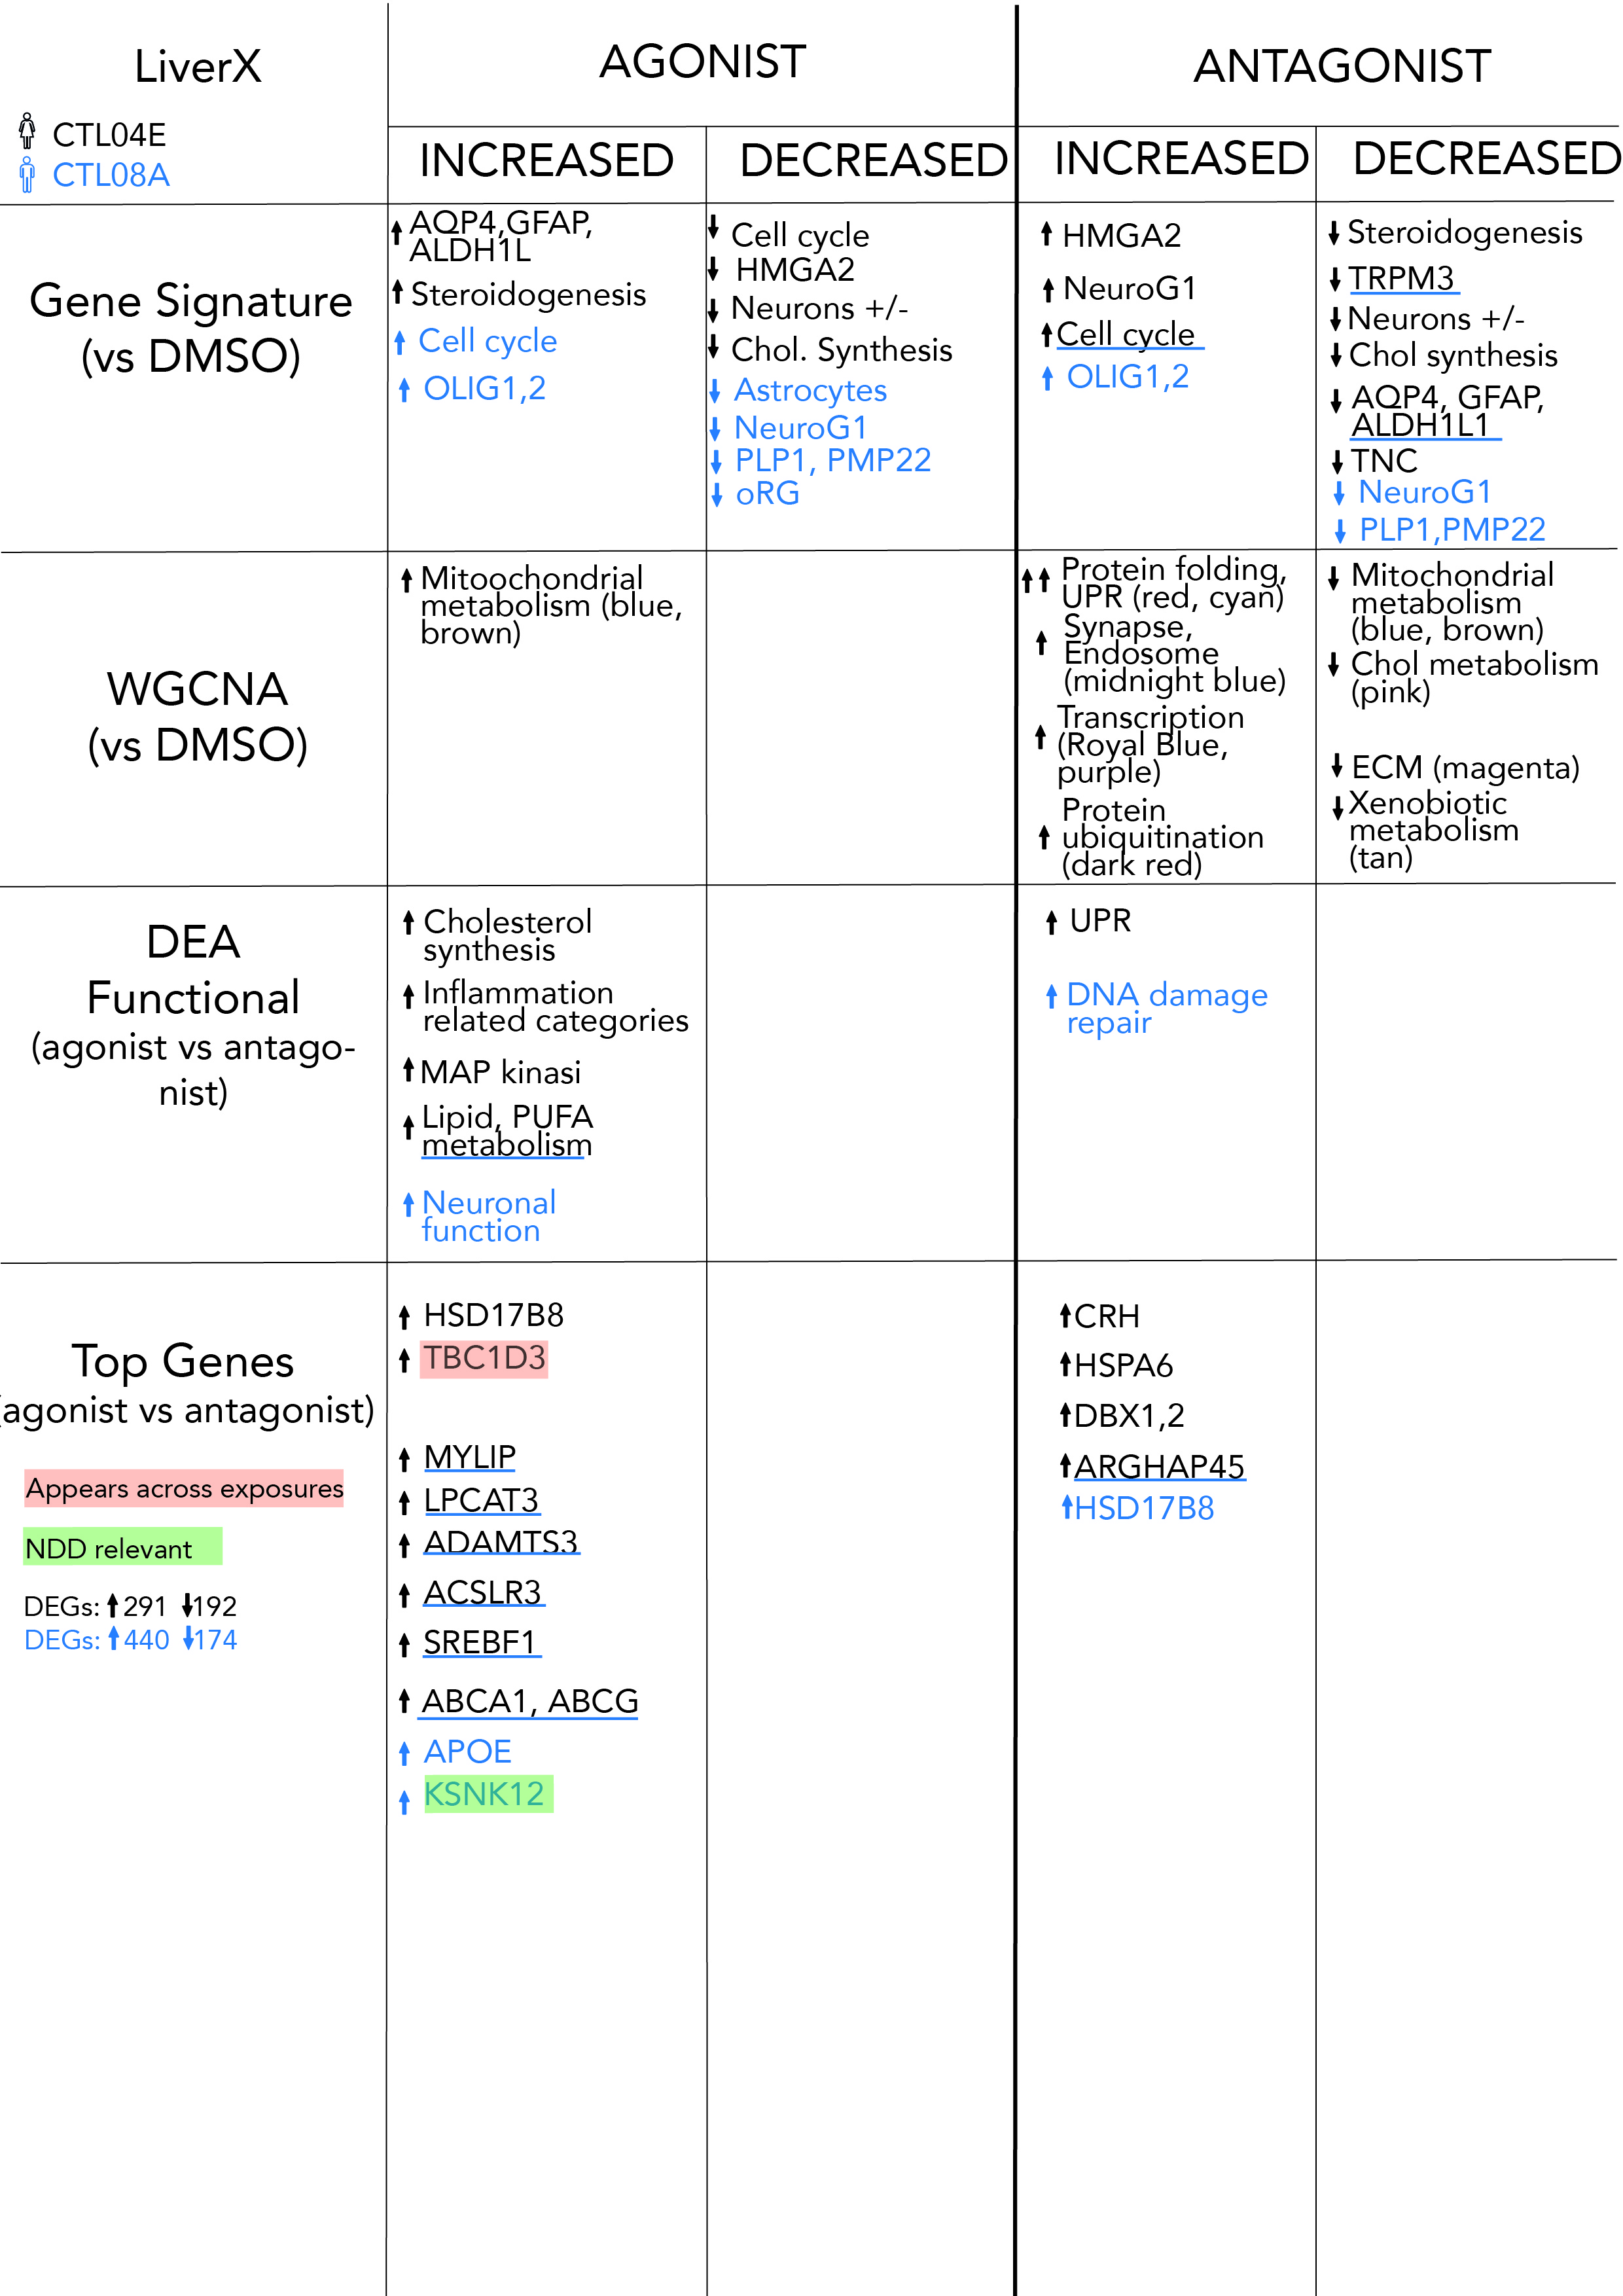 LiverX
CTL04E
CTL08A
AGONIST
ANTAGONIST
INCREASED
DECREASED
INCREASED
DECREASED
Gene Signature
(vs DMSO)
AQP4,GFAP,
ALDH1L
Steroidogenesis
Cell cycle
OLIG1,2
Cell cycle
HMGA2
Neurons +/-
Chol. Synthesis
Astrocytes
NeuroG1
PLP1, PMP22
oRG
HMGA2
NeuroG1
Cell cycle
OLIG1,2
Steroidogenesis
TRPM3
Neurons +/-
Chol synthesis
AQP4, GFAP,
ALDH1L1
TNC
NeuroG1
PLP1,PMP22
WGCNA
(vs DMSO)
Mitoochondrial
metabolism (blue,
brown)
Protein folding,
UPR (red, cyan)
Synapse,
Endosome
(midnight blue)
Transcription
(Royal Blue,
purple)
Protein
ubiquitination
(dark red)
Mitochondrial
metabolism
(blue, brown)
Chol metabolism
(pink)
ECM (magenta)
Xenobiotic
metabolism
(tan)
DEA
Functional
(agonist vs antago-
nist)
Cholesterol
synthesis
Inflammation
related categories
MAP kinasi
Lipid, PUFA
metabolism
Neuronal
function
UPR
DNA damage
repair
Top Genes
(agonist vs antagonist)
Appears across exposures
NDD relevant
DEGs: ↑291 ↓192
DEGs: ↑440 ↓174
HSD17B8
TBC1D3
MYLIP
LPCAT3
ADAMTS3
ACSLR3
SREBF1
ABCA1, ABCG
APOE
KSNK12
CRH
HSPA6
DBX1,2
ARGHAP45
HSD17B8